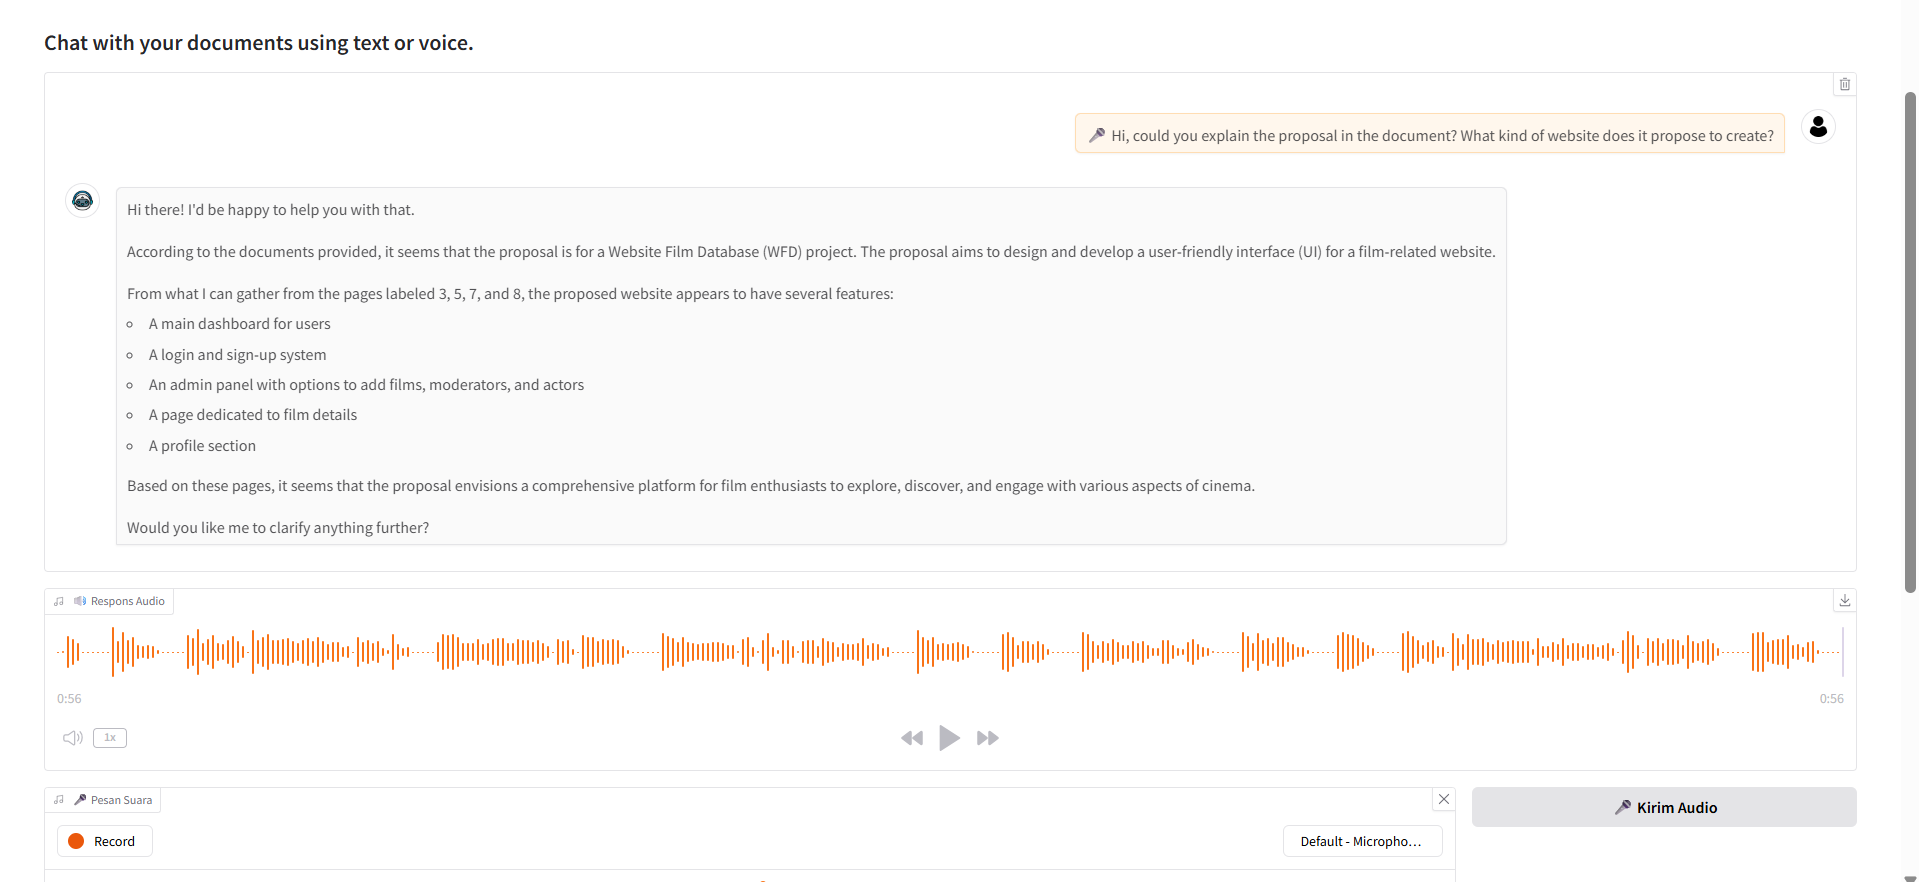 Chat with your documents using text or voice.
Hi, could you explain the proposal in the document? What kind of website does it propose to create?
Hi there! I'd be happy to help you with that.
According to the documents provided, it seems that the proposal is for a Website Film Database (WFD) project. The proposal aims to design and develop a user-friendly interface (UI) for a film-related website.
From what I can gather from the pages labeled 3, 5, 7, and 8, the proposed website appears to have several features:
A main dashboard for users
A login and sign-up system
An admin panel with options to add films, moderators, and actors
A page dedicated to film details
A profile section
Based on these pages, it seems that the proposal envisions a comprehensive platform for film enthusiasts to explore, discover, and engage with various aspects of cinema.
Would you like me to clarify anything further?
Respons Audio
0:56 0:56
1x
Pesan Suara
Kirim Audio
Record
Default - Micropho...